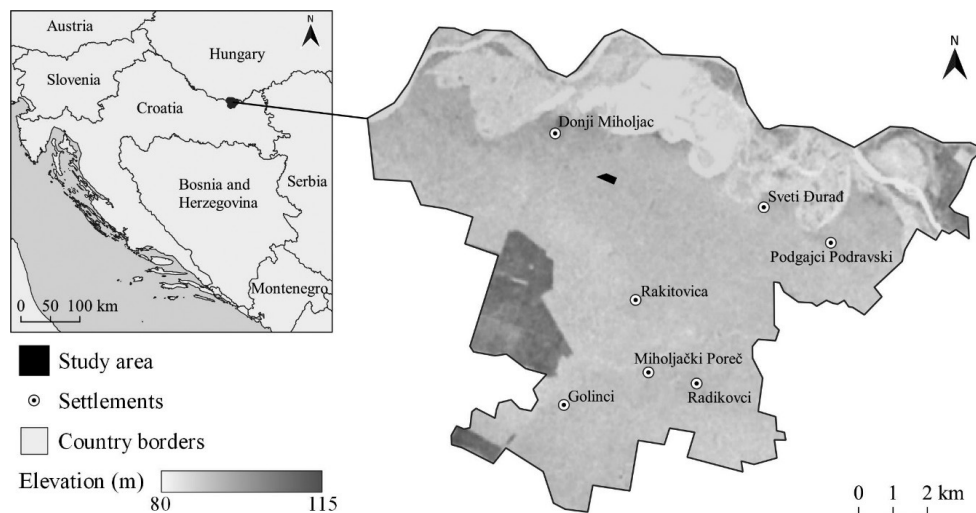 Austria
N
Hungary
Slovenia
Croatia
Bosnia and
Herzegovina
Serbia
Montenegro
0 50 100 km
Study area
Settlements
Country borders
Elevation (m)
80
115
N
Donji Miholjac
Sveti Đurađ
Podgajci Podravski
Rakitovica
Miholjački Poreč
Radikovci
Golinci
0 1 2 km